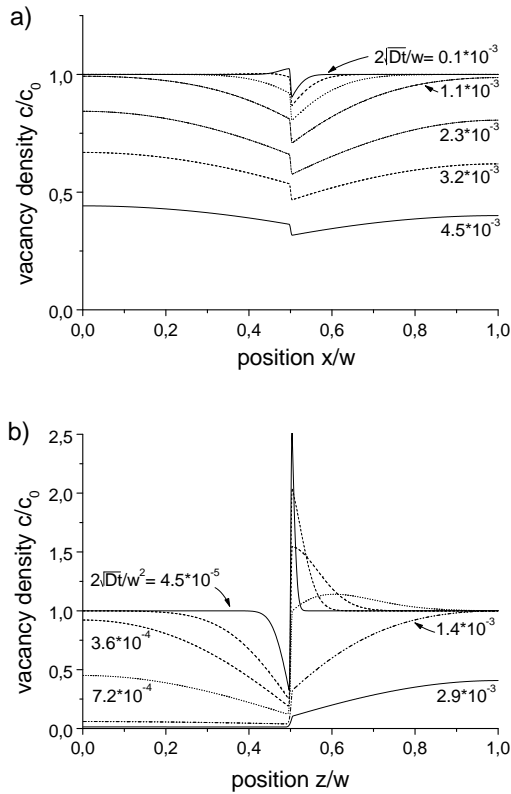 a)
vacancy density c/c₀
1,0
0,5
0,0
2√Dt/w= 0.1*10⁻³
1.1*10⁻³
2.3*10⁻³
3.2*10⁻³
4.5*10⁻³
0,0 0,2 0,4 0,6 0,8 1,0
position x/w
b)
vacancy density c/c₀
2,5
2,0
1,5
1,0
0,5
0,0
2√Dt/w²= 4.5*10⁻⁵
3.6*10⁻⁴
7.2*10⁻⁴
1.4*10⁻³
2.9*10⁻³
0,0 0,2 0,4 0,6 0,8 1,0
position z/w